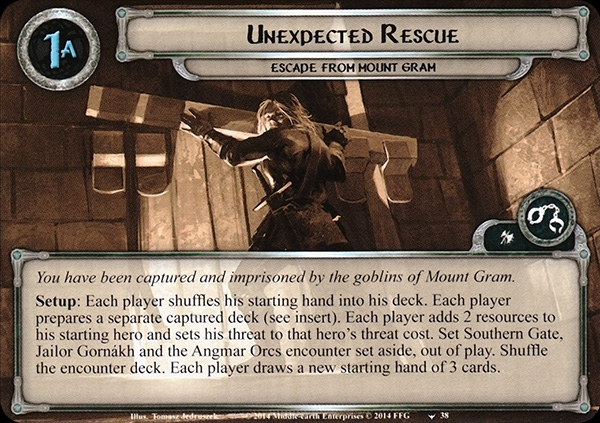 1A
UNEXPECTED RESCUE
ESCAPE FROM MOUNT GRAM
You have been captured and imprisoned by the goblins of Mount Gram.
Setup: Each player shuffles his starting hand into his deck. Each player
prepares a separate captured deck (see insert). Each player adds 2 resources to
his starting hero and sets his threat to that hero's threat cost. Set Southern Gate,
Jailor Gornákh and the Angmar Orcs encounter set aside, out of play. Shuffle
the encounter deck. Each player draws a new starting hand of 3 cards.
Illus. Tomasz Jedruszek © 2014 Middle-earth Enterprises © 2014 FFG 38